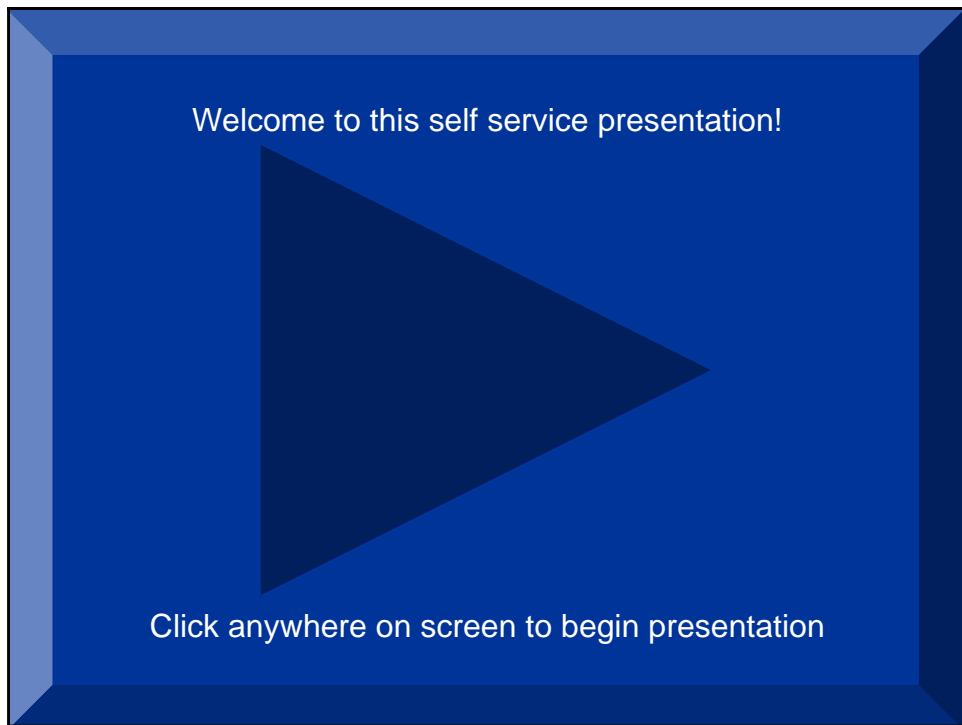 Welcome to this self service presentation!
Click anywhere on screen to begin presentation